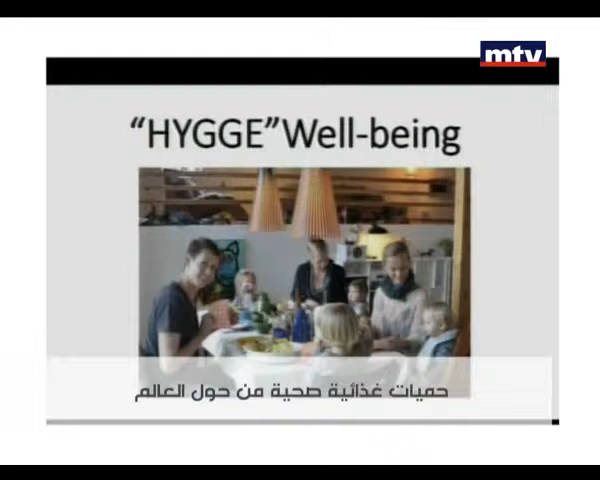 mtv
“HYGGE”Well-being
حميات غذائية صحية من حول العالم